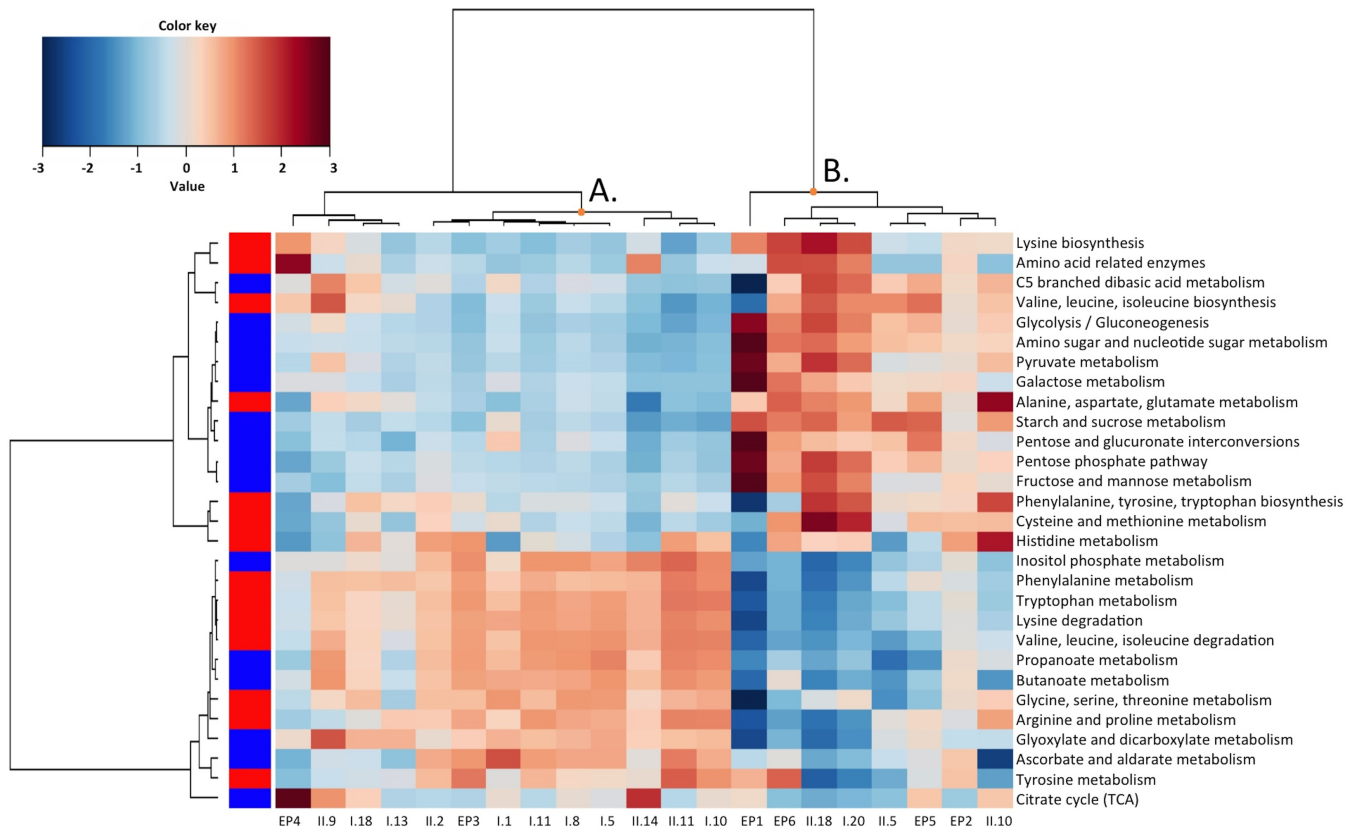 Color key
-3 -2 -1 0 1 2 3
Value
A.
B.
Lysine biosynthesis
Amino acid related enzymes
C5 branched dibasic acid metabolism
Valine, leucine, isoleucine biosynthesis
Glycolysis / Gluconeogenesis
Amino sugar and nucleotide sugar metabolism
Pyruvate metabolism
Galactose metabolism
Alanine, aspartate, glutamate metabolism
Starch and sucrose metabolism
Pentose and glucuronate interconversions
Pentose phosphate pathway
Fructose and mannose metabolism
Phenylalanine, tyrosine, tryptophan biosynthesis
Cysteine and methionine metabolism
Histidine metabolism
Inositol phosphate metabolism
Phenylalanine metabolism
Tryptophan metabolism
Lysine degradation
Valine, leucine, isoleucine degradation
Propanoate metabolism
Butanoate metabolism
Glycine, serine, threonine metabolism
Arginine and proline metabolism
Glyoxylate and dicarboxylate metabolism
Ascorbate and aldarate metabolism
Tyrosine metabolism
Citrate cycle (TCA)
EP4 II.9 I.18 I.13 II.2 EP3 I.1 I.11 I.8 I.5 II.14 II.11 I.10 EP1 EP6 II.18 I.20 II.5 EP5 EP2 II.10